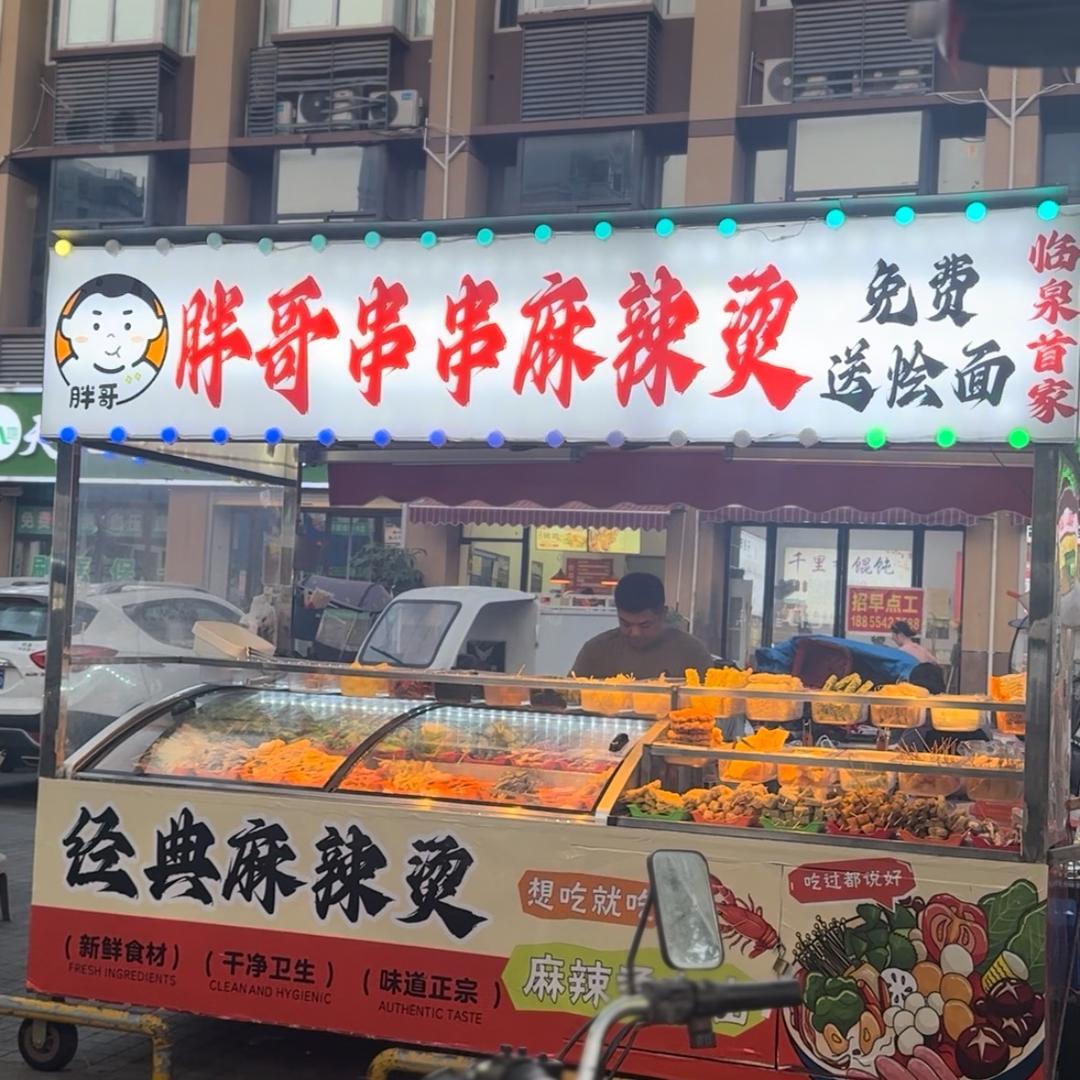 胖哥
胖哥串串麻辣烫
免费
送烩面
临泉首家
千里
馄饨
招早点工
经典麻辣烫
想吃就吃
吃过都说好
(新鲜食材)
FRESH INGREDIENTS
(干净卫生)
CLEAN AND HYGIENIC
(味道正宗)
AUTHENTIC TASTE
麻辣